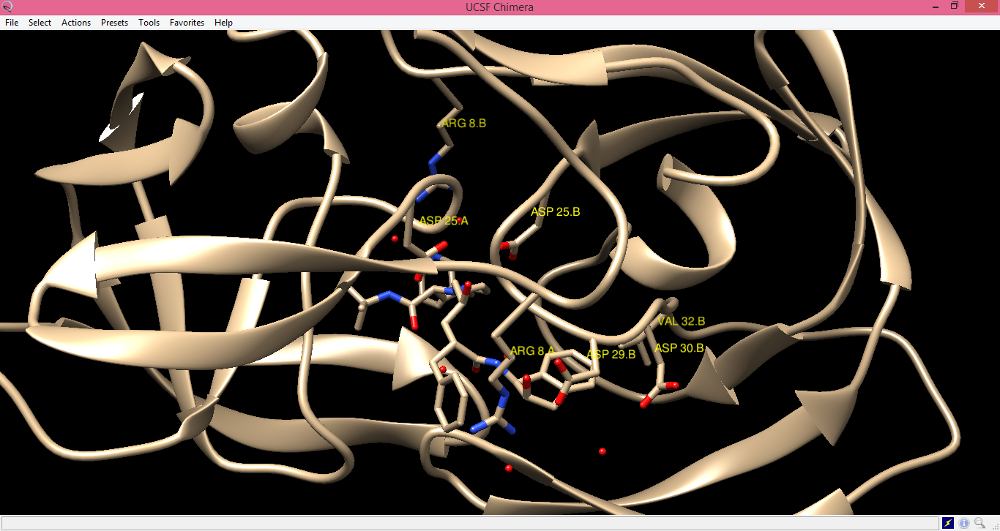 UCSF Chimera
File Select Actions Presets Tools Favorites Help
ARG 8.B
ASP 25.B
ASP 25.A
VAL 32.B
ASP 30.B
ARG 8.A
ASP 29.B